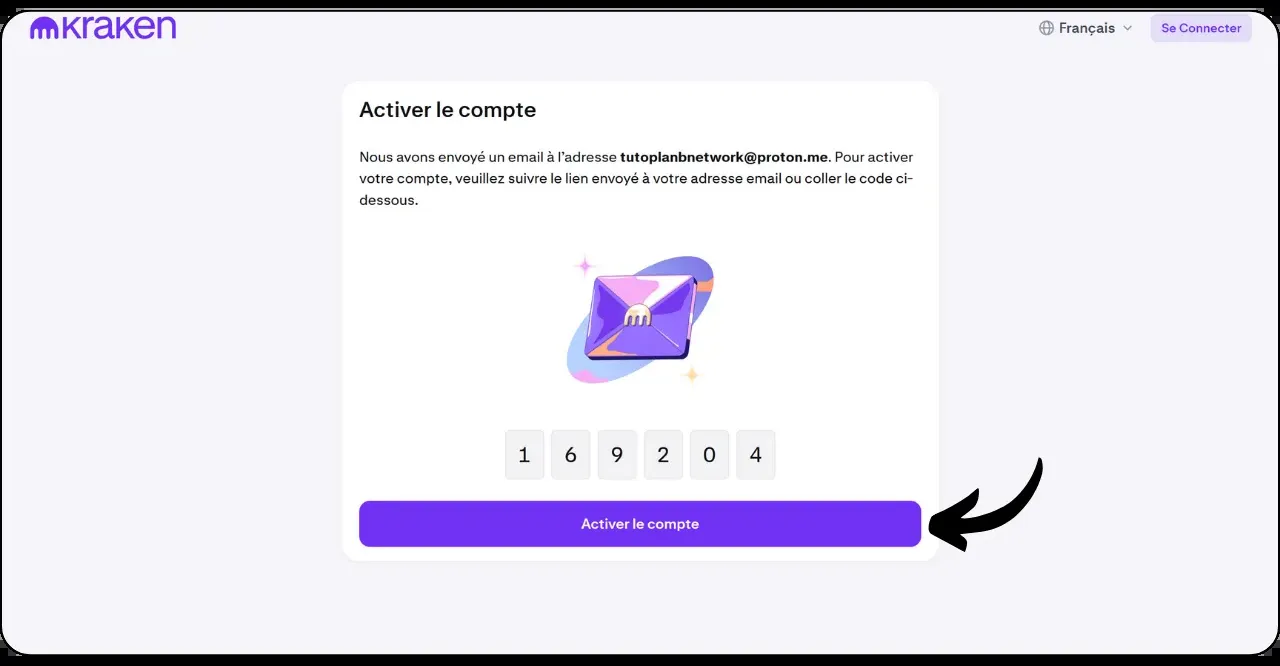 kraken
Français
Se Connecter
Activer le compte
Nous avons envoyé un email à l’adresse tutoplanbnetwork@proton.me. Pour activer
votre compte, veuillez suivre le lien envoyé à votre adresse email ou coller le code ci-
dessous.
1 6 9 2 0 4
Activer le compte